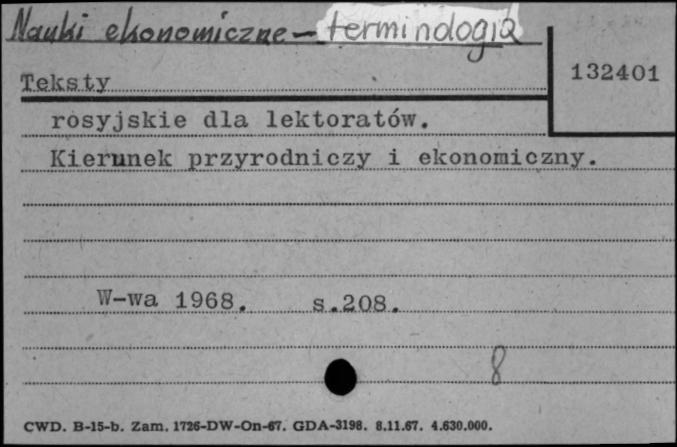 Nauki ekonomiczne – terminologia
132401
Teksty
rosyjskie dla lektoratów.
Kierunek przyrodniczy i ekonomiczny.
W-wa 1968. s.208.
8
CWD. B-15-b. Zam. 1726-DW-On-67. GDA-3198. 8.11.67. 4.630.000.